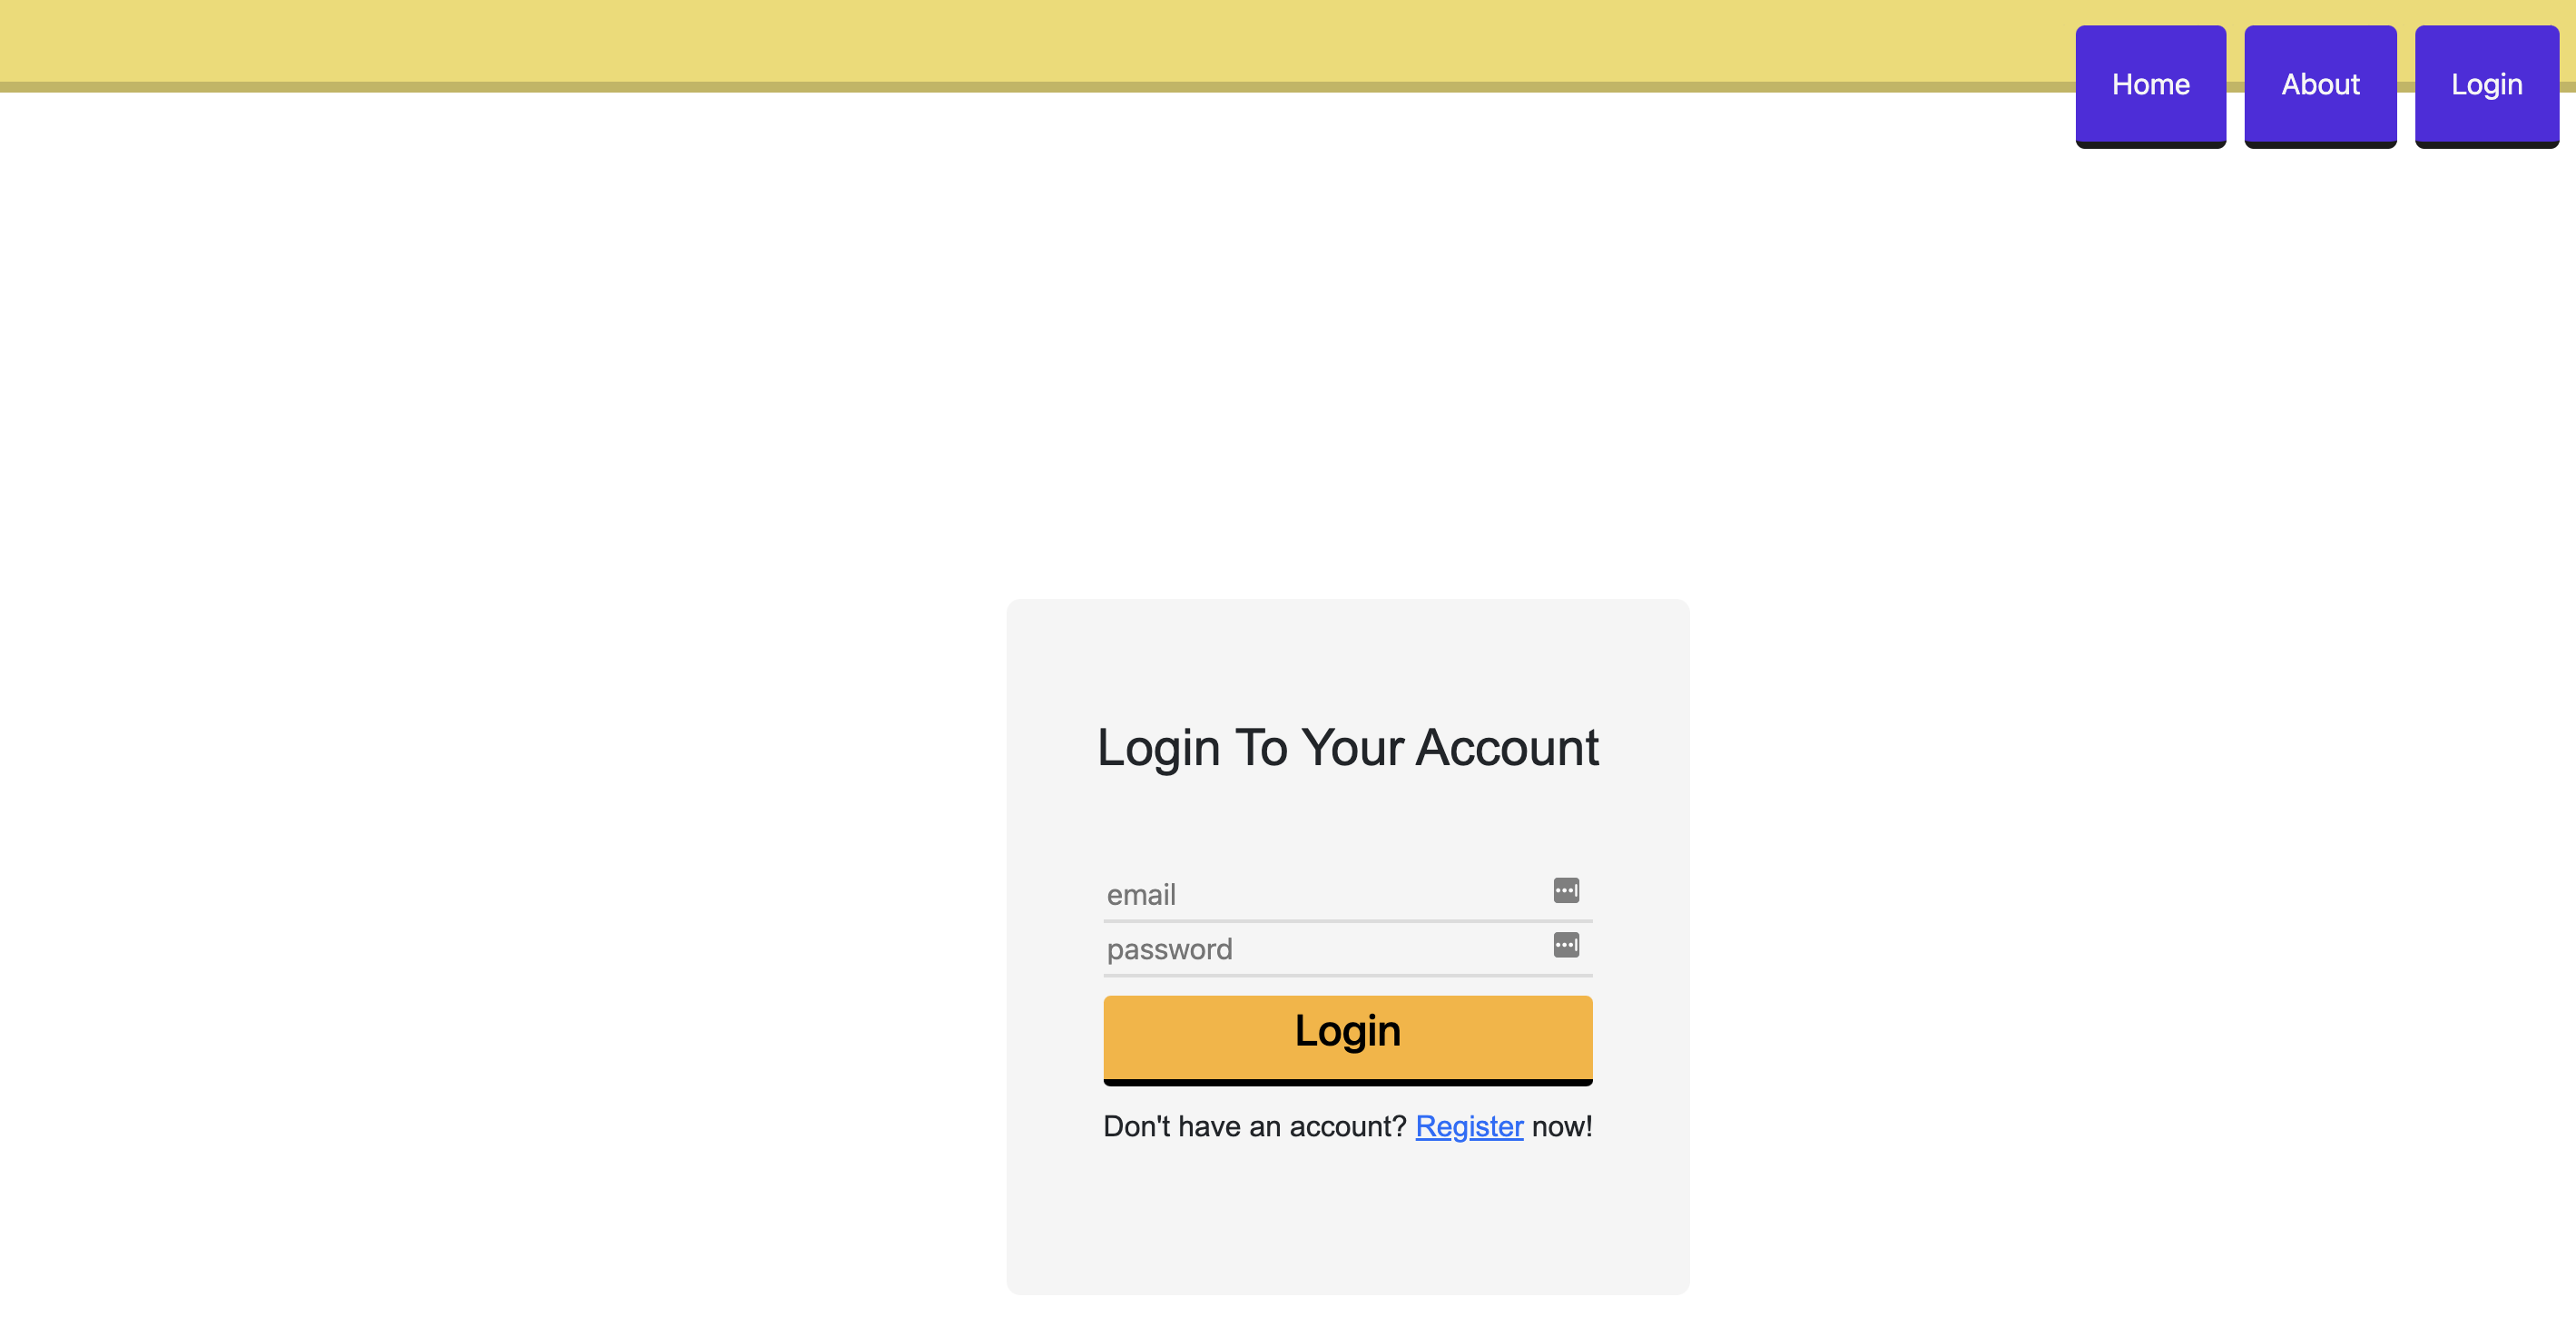 Home About Login
Login To Your Account
email
password
Login
Don't have an account? Register now!